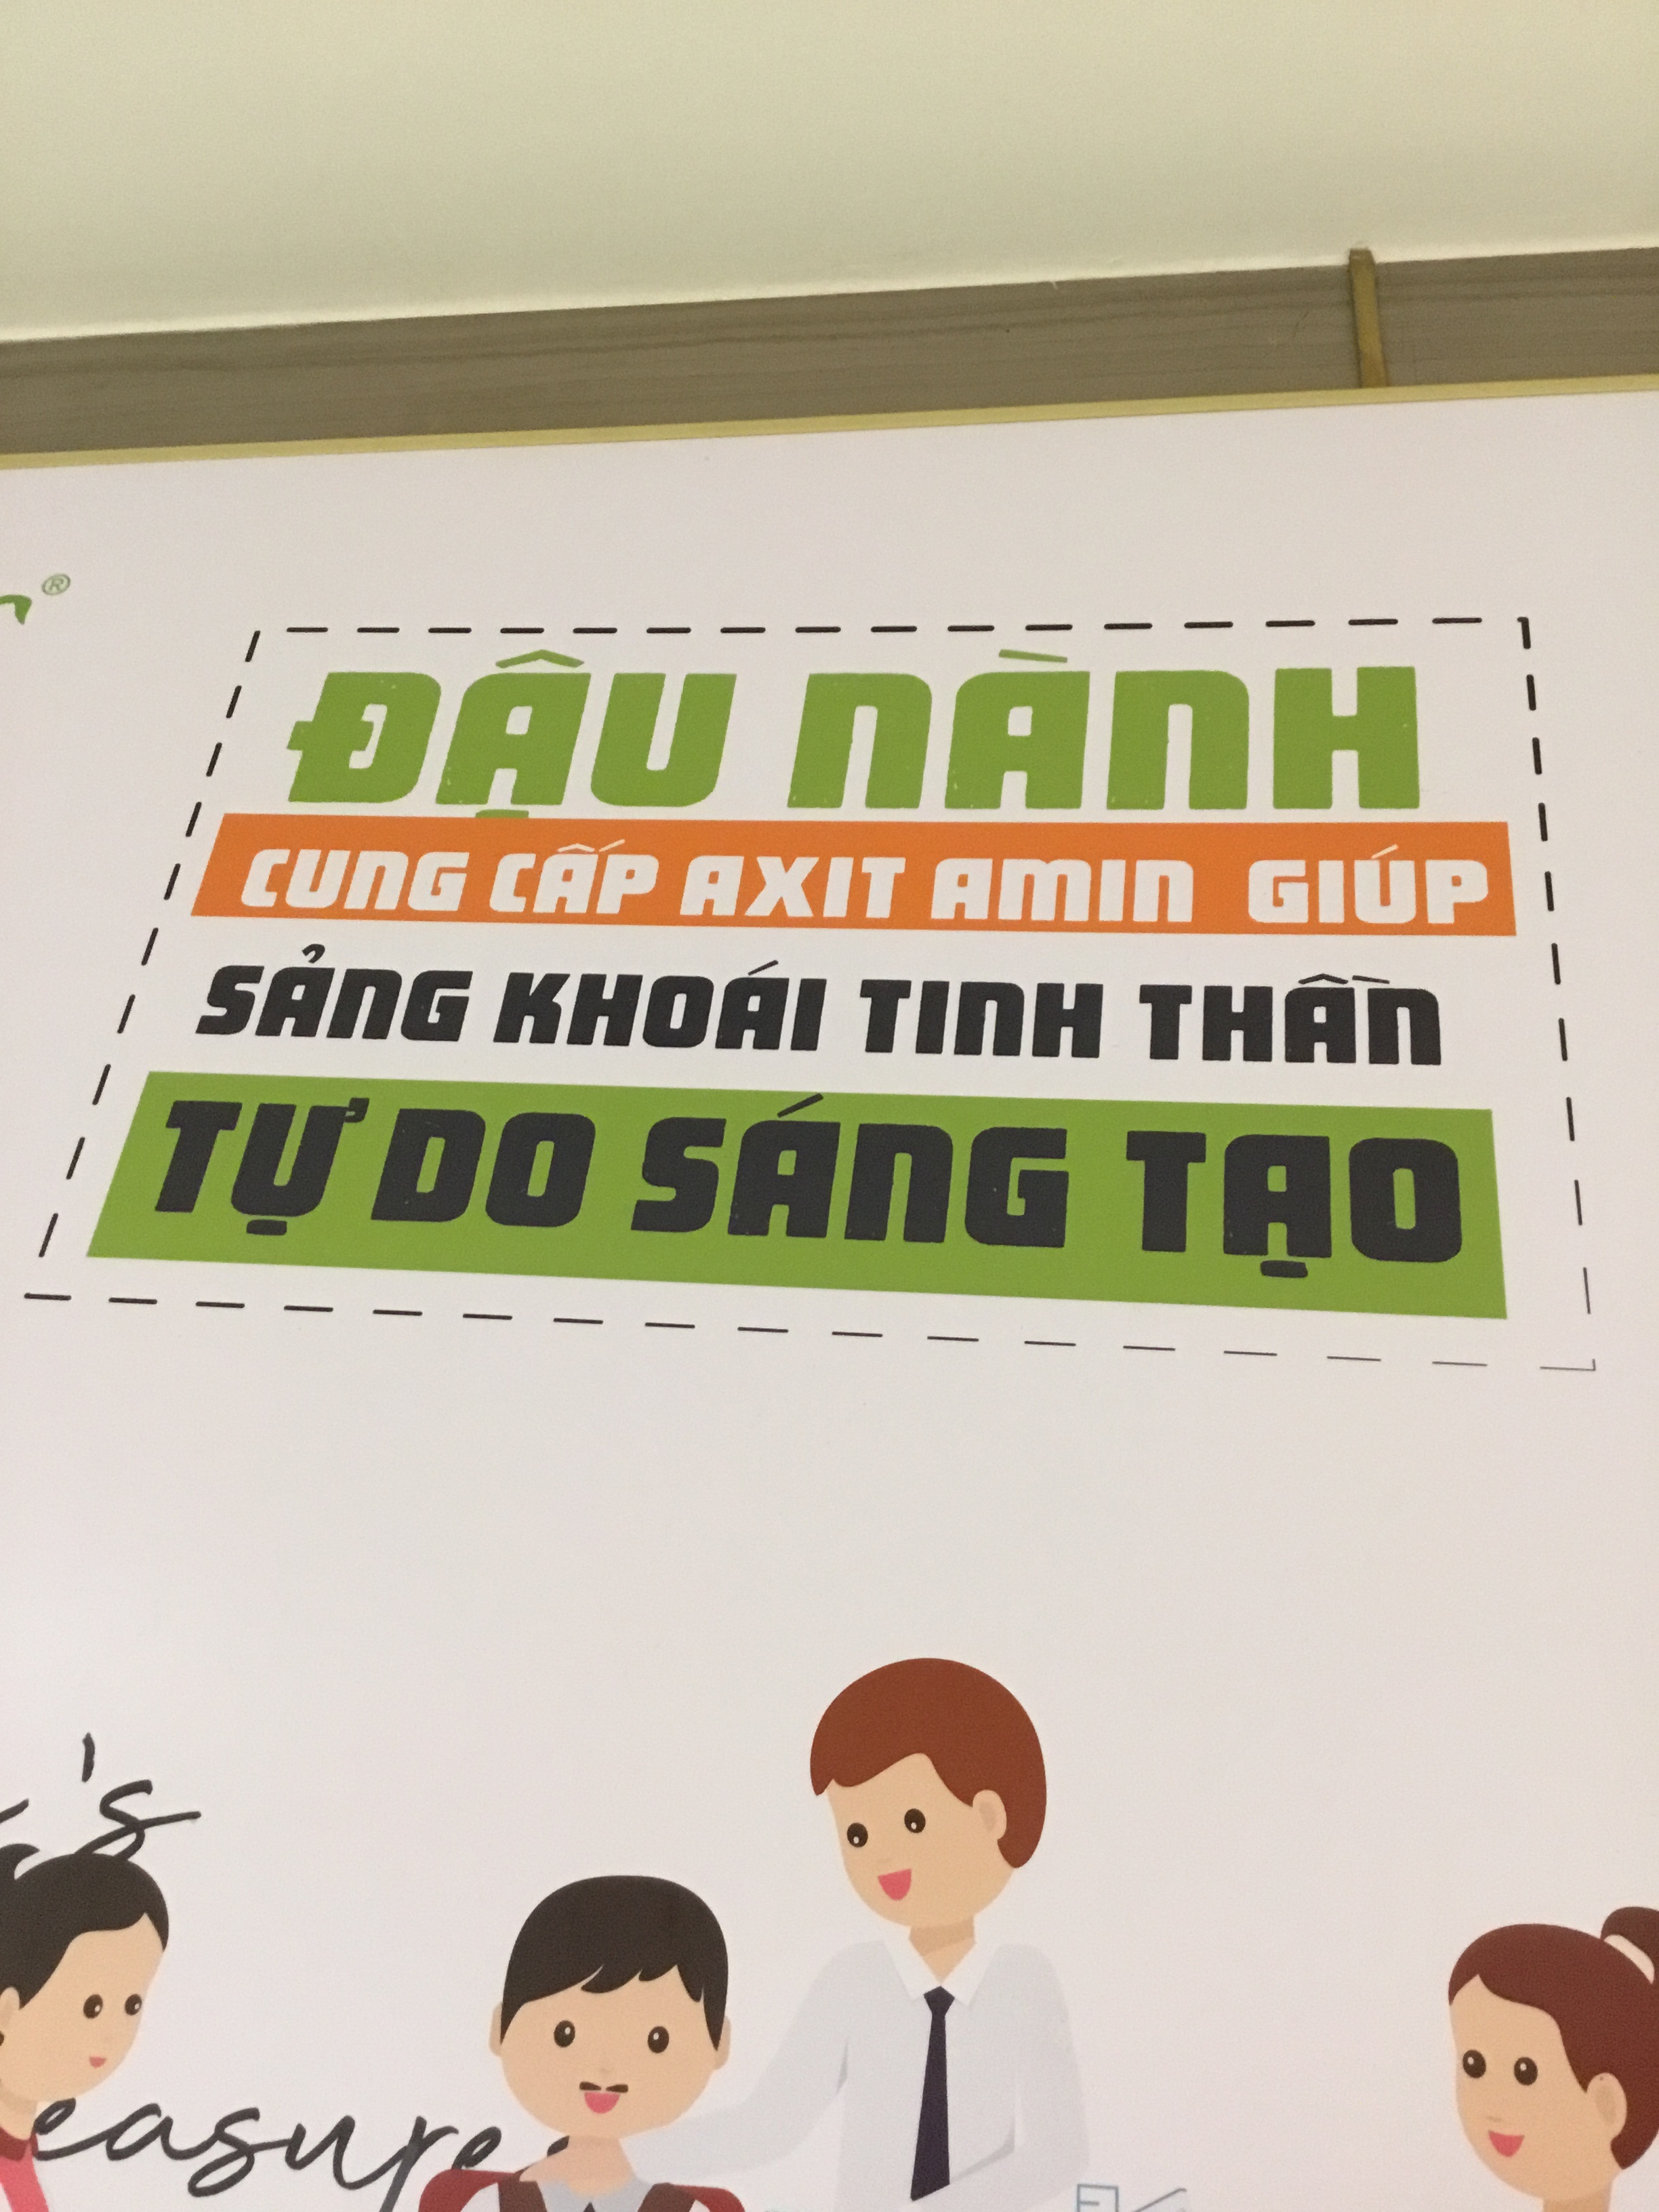 ®
ĐẬU NÀNH
CUNG CẤP AXIT AMIN GIÚP
SẢNG KHOÁI TINH THẦN
TỰ DO SÁNG TẠO
's
easure